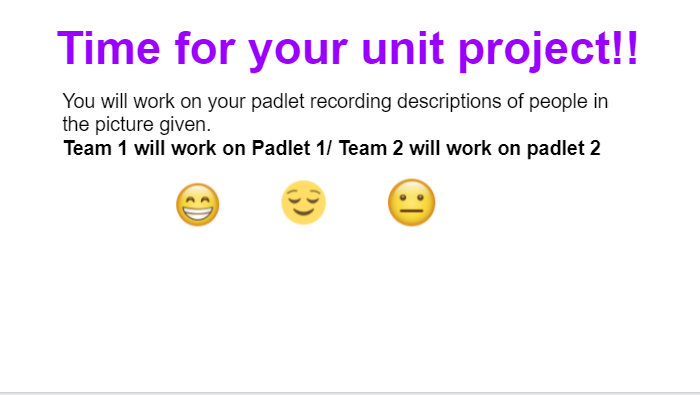 Time for your unit project!!
You will work on your padlet recording descriptions of people in
the picture given.
Team 1 will work on Padlet 1/ Team 2 will work on padlet 2